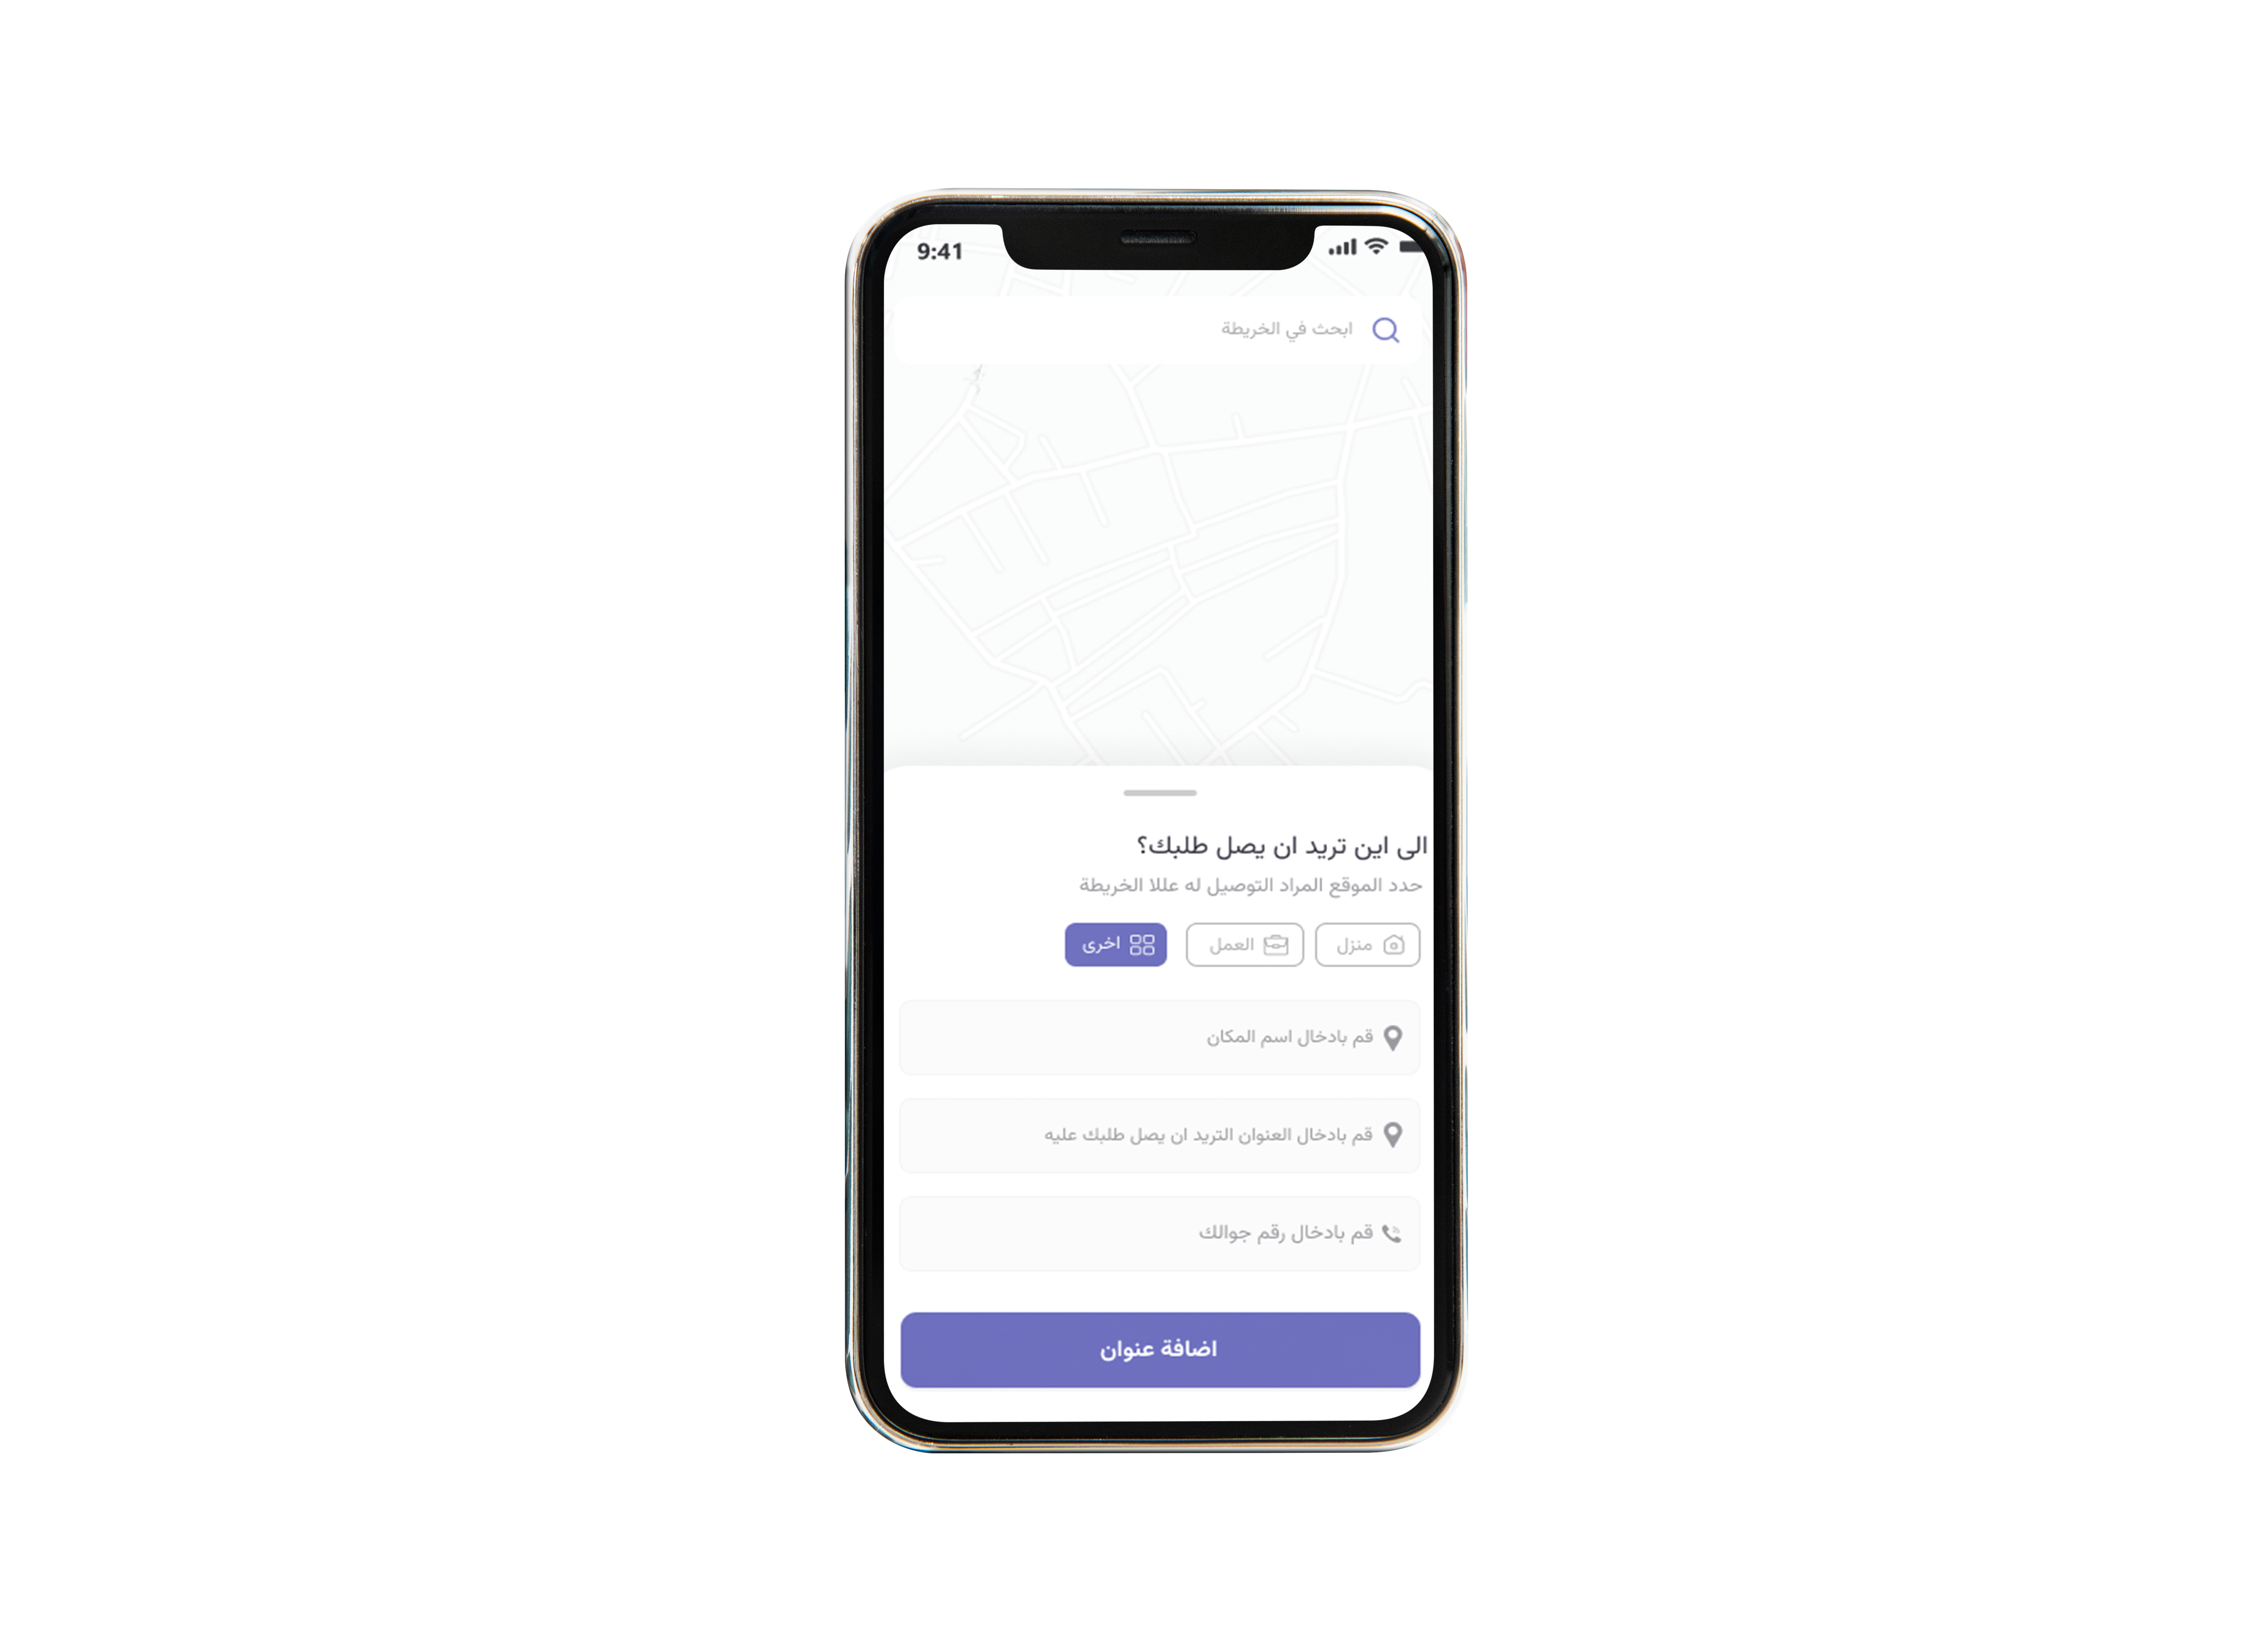 9:41
ابحث في الخريطة
الى اين تريد ان يصل طلبك؟
حدد الموقع المراد التوصيل له عللا الخريطة
منزل العمل اخرى
قم بادخال اسم المكان
قم بادخال العنوان التريد ان يصل طلبك عليه
قم بادخال رقم جوالك
اضافة عنوان